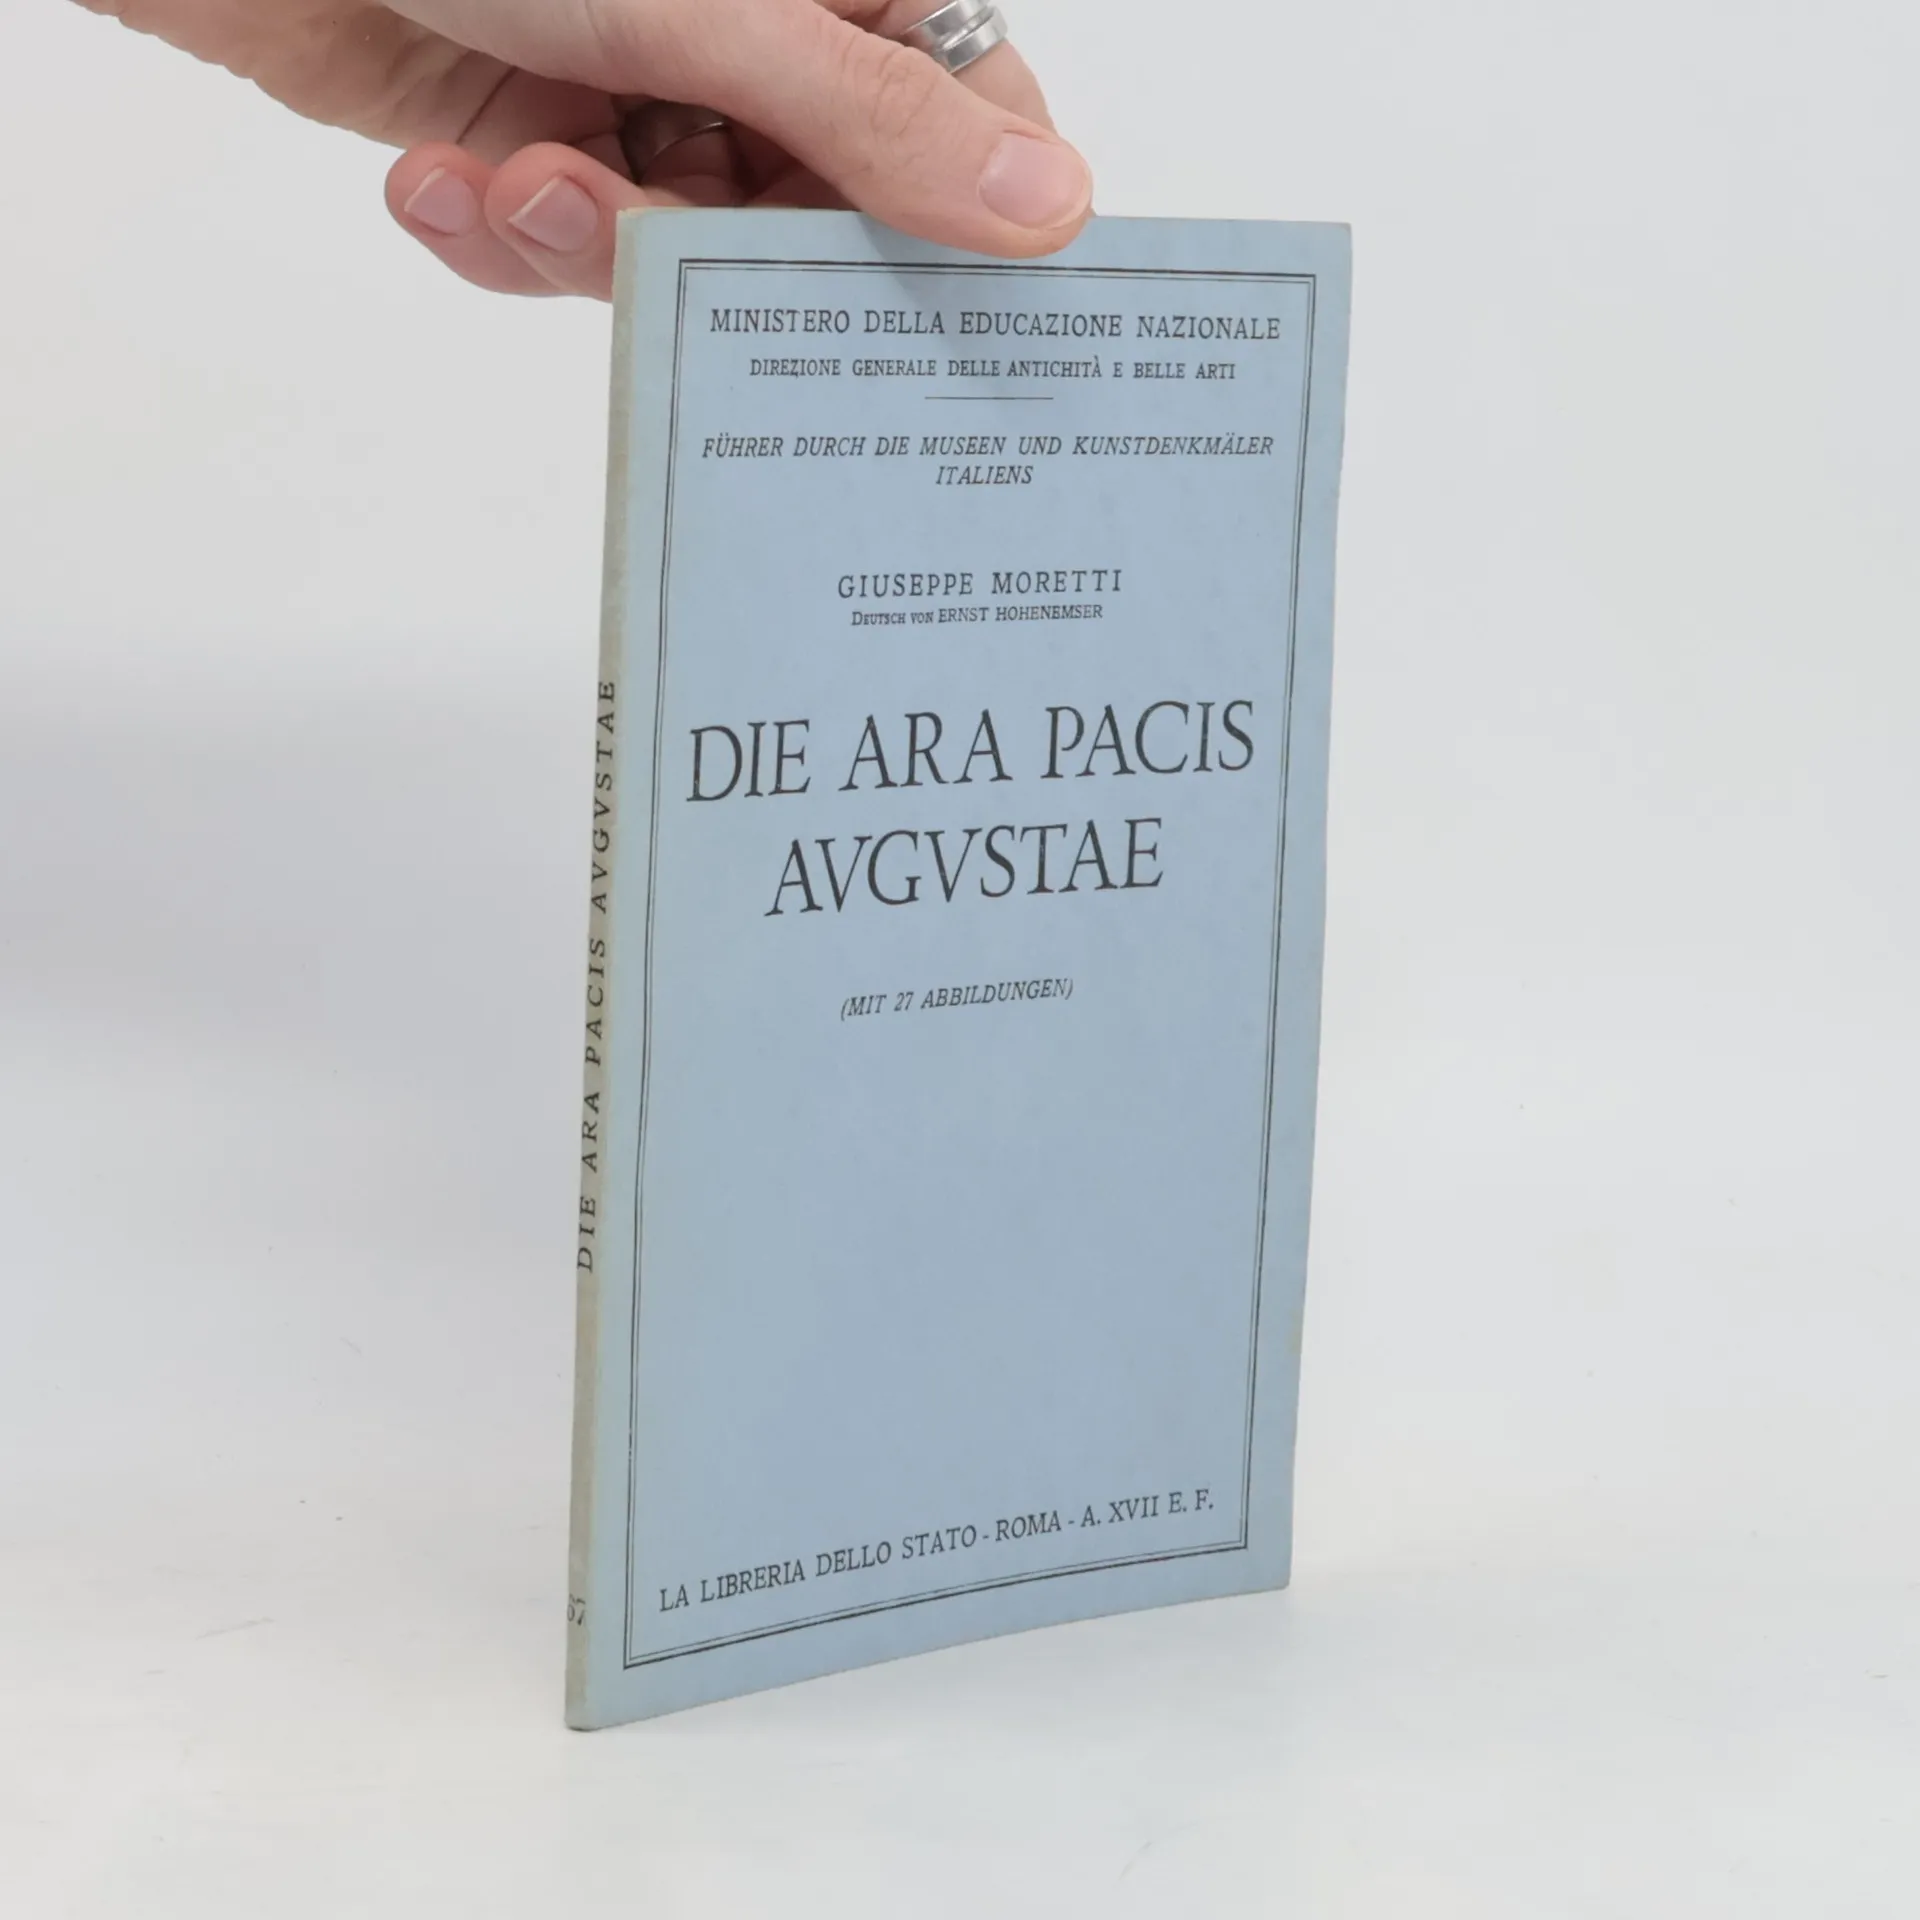 MINISTERO DELLA EDUCAZIONE NAZIONALE
DIREZIONE GENERALE DELLE ANTICHITÀ E BELLE ARTI
FÜHRER DURCH DIE MUSEEN UND KUNSTDENKMÄLER
ITALIENS
GIUSEPPE MORETTI
DEUTSCH VON ERNST HOHENEMSER
DIE ARA PACIS
AVGVSTAE
(MIT 27 ABBILDUNGEN)
LA LIBRERIA DELLO STATO - ROMA - A. XVII E. F.
DIE ARA PACIS AVGVSTAE
67